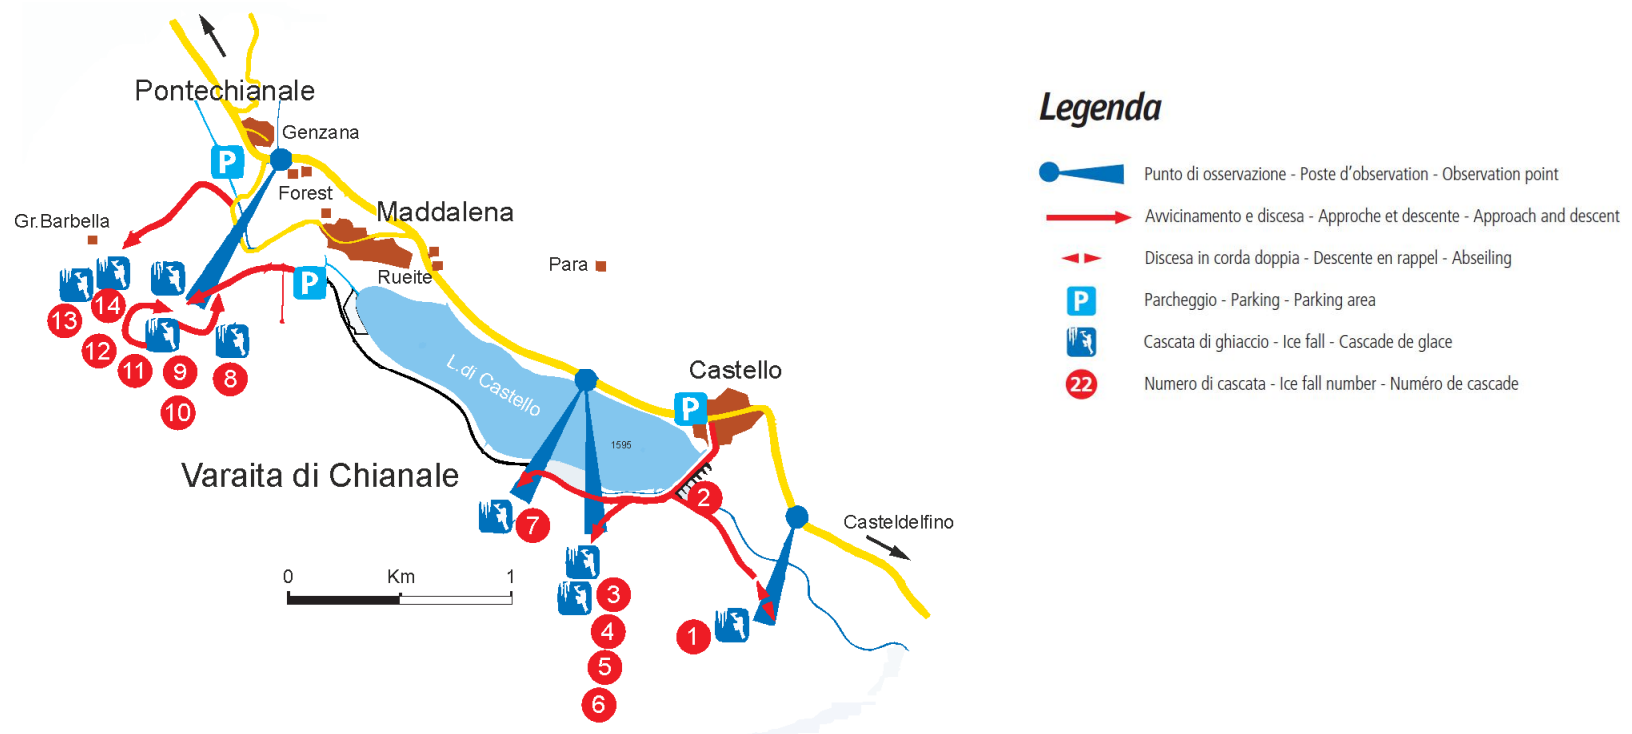 Pontechianale
Genzana
P
Forest
Gr.Barbella
Maddalena
Rueite
Para
P
13
14
12
11
9
8
10
L.di Castello
1595
Castello
P
Varaita di Chianale
2
7
Casteldelfino
0 Km 1
3
4
5
6
1
Legenda
Punto di osservazione - Poste d'observation - Observation point
Avvicinamento e discesa - Approche et descente - Approach and descent
Discesa in corda doppia - Descente en rappel - Abseiling
P Parcheggio - Parking - Parking area
Cascata di ghiaccio - Ice fall - Cascade de glace
22 Numero di cascata - Ice fall number - Numéro de cascade